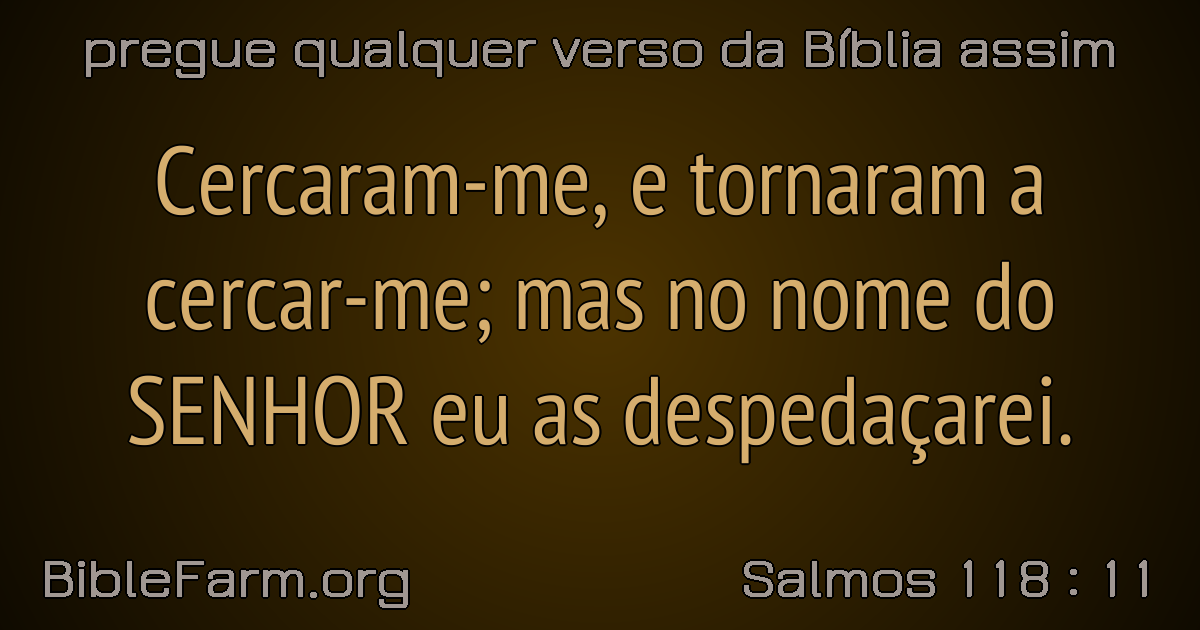 pregue qualquer verso da Bíblia assim
Cercaram-me, e tornaram a
cercar-me; mas no nome do
SENHOR eu as despedaçarei.
BibleFarm.org
Salmos 118 : 11